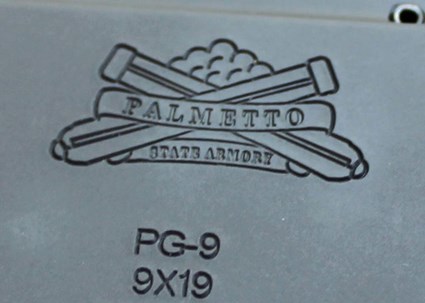 PALMETTO
STATE ARMORY
PG-9
9X19